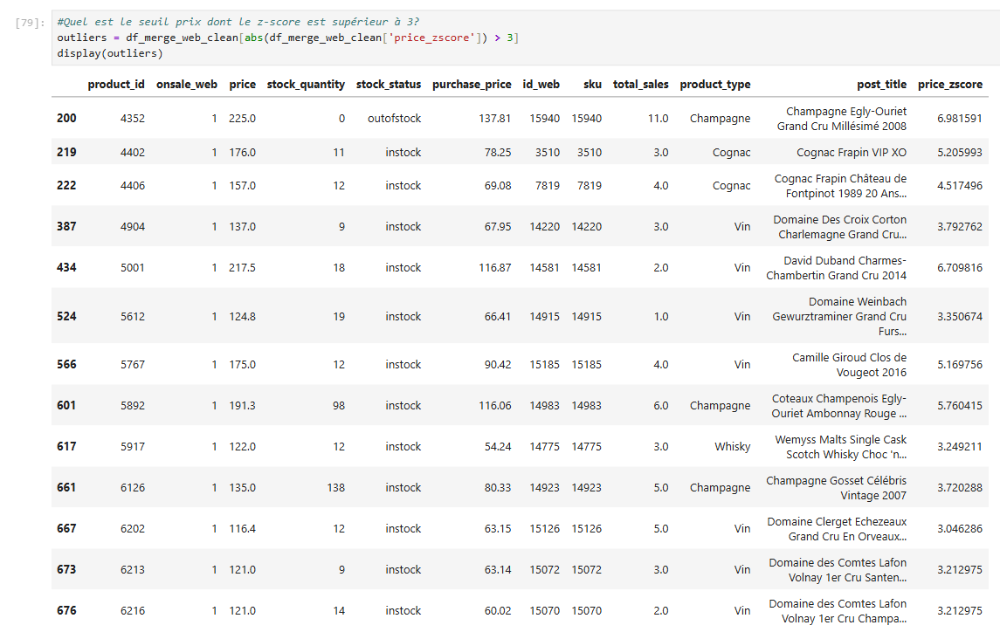 [79]: #Quel est le seuil prix dont le z-score est supérieur à 3?
outliers = df_merge_web_clean[abs(df_merge_web_clean['price_zscore']) > 3]
display(outliers)
product_id onsale_web price stock_quantity stock_status purchase_price id_web sku total_sales product_type post_title price_zscore
200 4352 1 225.0 0 outofstock 137.81 15940 15940 11.0 Champagne Champagne Egly-Ouriet
Grand Cru Millésimé 2008 6.981591
219 4402 1 176.0 11 instock 78.25 3510 3510 3.0 Cognac Cognac Frapin VIP XO 5.205993
222 4406 1 157.0 12 instock 69.08 7819 7819 4.0 Cognac Cognac Frapin Château de
Fontpinot 1989 20 Ans... 4.517496
387 4904 1 137.0 9 instock 67.95 14220 14220 3.0 Vin Domaine Des Croix Corton
Charlemagne Grand Cru... 3.792762
434 5001 1 217.5 18 instock 116.87 14581 14581 2.0 Vin David Duband Charmes-
Chambertin Grand Cru 2014 6.709816
524 5612 1 124.8 19 instock 66.41 14915 14915 1.0 Vin Domaine Weinbach
Gewurztraminer Grand Cru
Furs... 3.350674
566 5767 1 175.0 12 instock 90.42 15185 15185 4.0 Vin Camille Giroud Clos de
Vougeot 2016 5.169756
601 5892 1 191.3 98 instock 116.06 14983 14983 6.0 Champagne Coteaux Champenois Egly-
Ouriet Ambonnay Rouge ... 5.760415
617 5917 1 122.0 12 instock 54.24 14775 14775 3.0 Whisky Wemyss Malts Single Cask
Scotch Whisky Choc 'n... 3.249211
661 6126 1 135.0 138 instock 80.33 14923 14923 5.0 Champagne Champagne Gosset Célébris
Vintage 2007 3.720288
667 6202 1 116.4 12 instock 63.15 15126 15126 5.0 Vin Domaine Clerget Echezeaux
Grand Cru En Orveaux... 3.046286
673 6213 1 121.0 9 instock 63.14 15072 15072 3.0 Vin Domaine des Comtes Lafon
Volnay 1er Cru Santen... 3.212975
676 6216 1 121.0 14 instock 60.02 15070 15070 2.0 Vin Domaine des Comtes Lafon
Volnay 1er Cru Champa... 3.212975